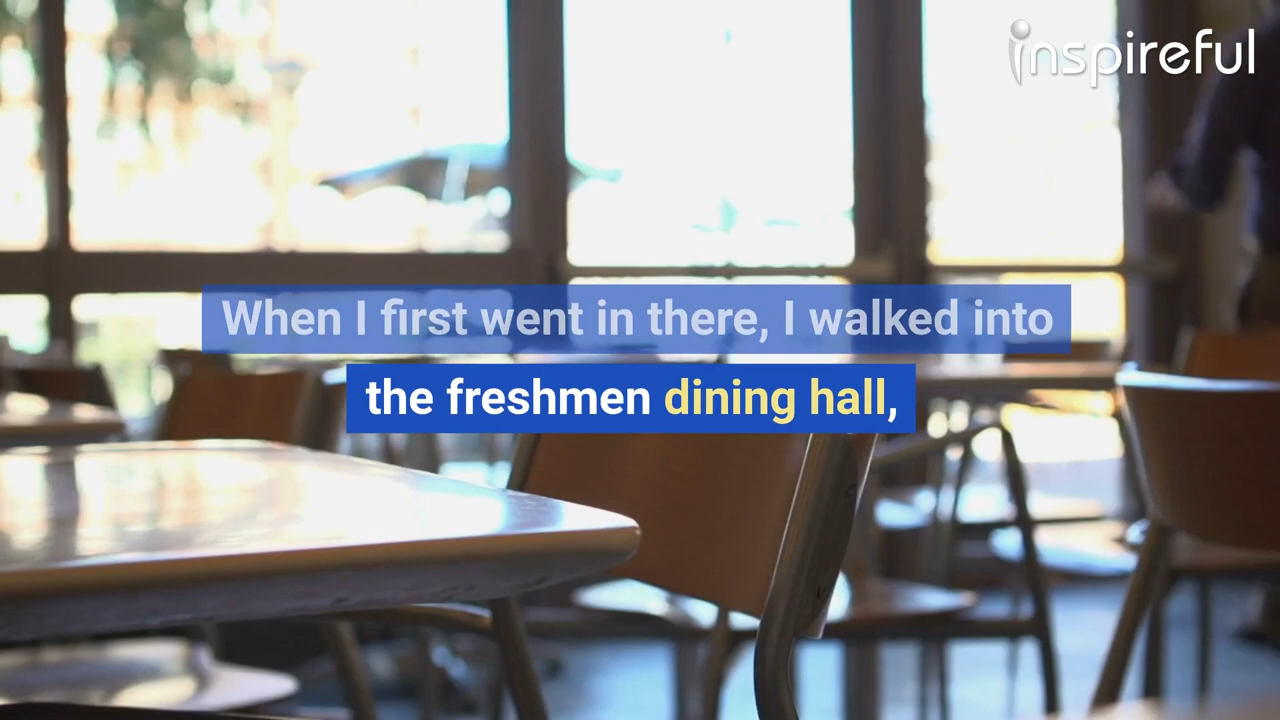 inspireful
When I first went in there, I walked into
the freshmen dining hall,